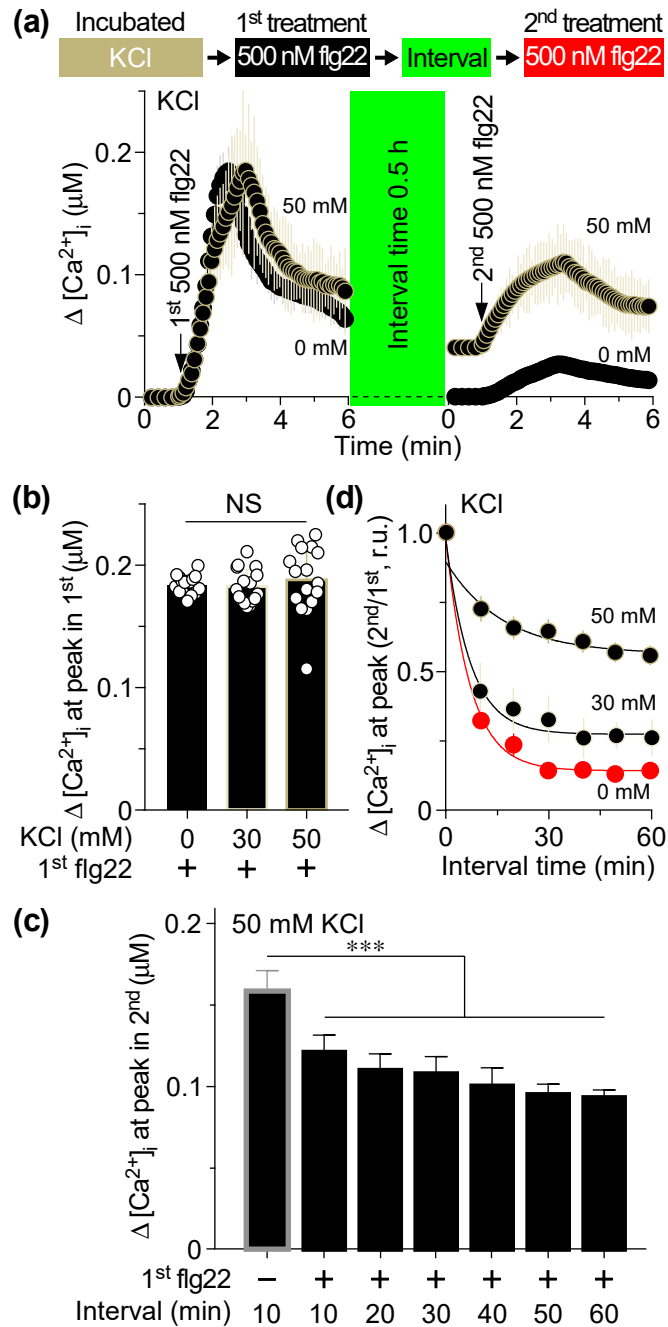 (a)
Incubated 1st treatment 2nd treatment
KCl 500 nM flg22 Interval 500 nM flg22
KCl
Δ [Ca2+]i (μM)
0.2
0.1
0
1st 500 nM flg22
50 mM
0 mM
Interval time 0.5 h
2nd 500 nM flg22
50 mM
0 mM
0 2 4 6 2 4 6
Time (min)
(b)
NS
Δ [Ca2+]i at peak in 1st (μM)
0.2
0.1
0
KCl (mM) 0 30 50
1st flg22 + + +
(d)
KCl
Δ [Ca2+]i at peak (2nd/1st, r.u.)
1.0
0.5
0
50 mM
30 mM
0 mM
0 30 60
Interval time (min)
(c)
50 mM KCl
***
Δ [Ca2+]i at peak in 2nd (μM)
0.2
0.1
0
1st flg22 − + + + + + +
Interval (min) 10 10 20 30 40 50 60